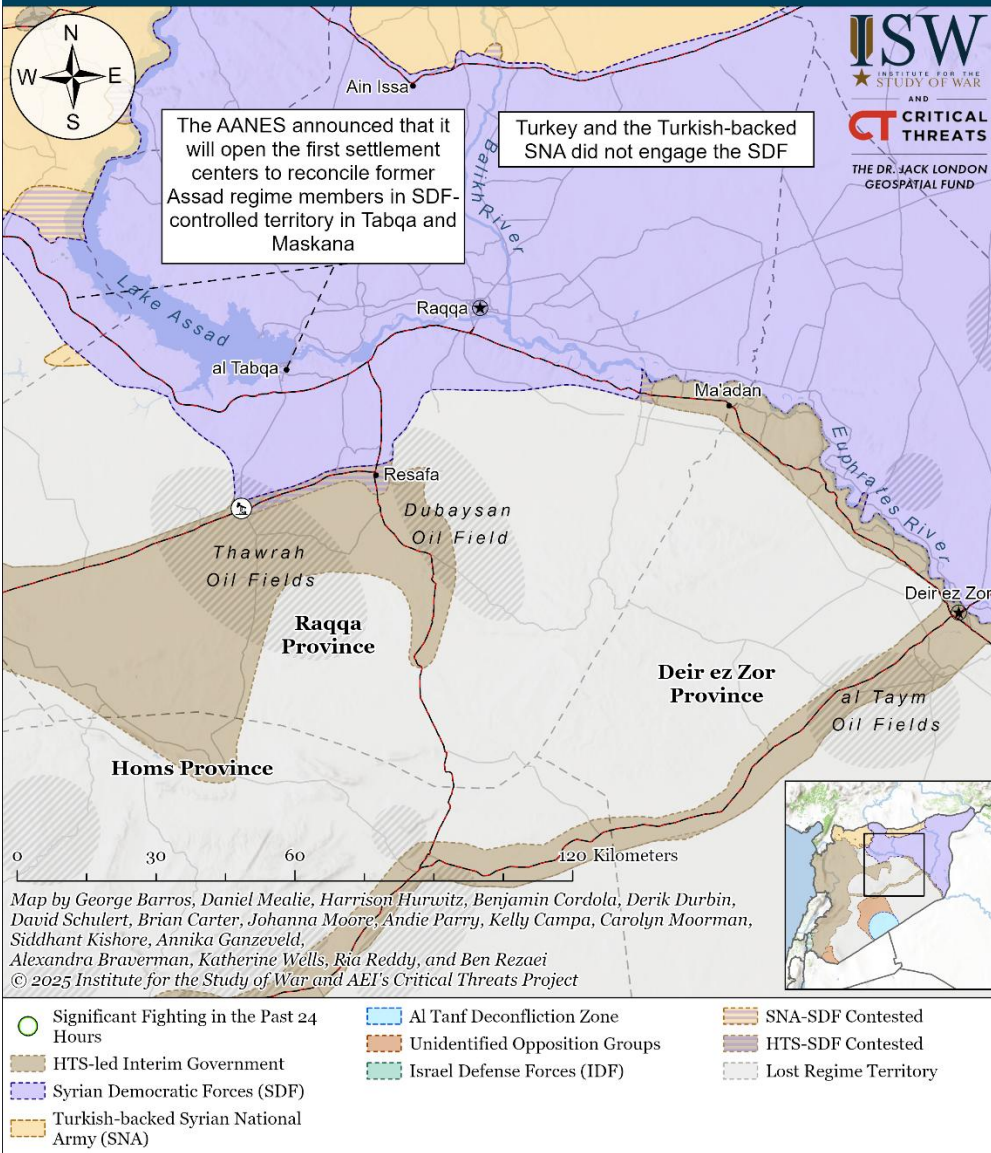 N
W E
S
ISW
INSTITUTE FOR THE
STUDY OF WAR
AND
CT CRITICAL
THREATS
THE DR. JACK LONDON
GEOSPATIAL FUND
Ain Issa
The AANES announced that it
will open the first settlement
centers to reconcile former
Assad regime members in SDF-
controlled territory in Tabqa and
Maskana
Turkey and the Turkish-backed
SNA did not engage the SDF
Balikh River
Lake Assad
Raqqa
al Tabqa
Ma'adan
Euphrates River
Resafa
Dubaysan
Oil Field
Thawrah
Oil Fields
Deir ez Zor
Raqqa
Province
Deir ez Zor
Province
al Taym
Oil Fields
Homs Province
0 30 60 120 Kilometers
Map by George Barros, Daniel Mealie, Harrison Hurwitz, Benjamin Cordola, Derik Durbin,
David Schulert, Brian Carter, Johanna Moore, Andie Parry, Kelly Campa, Carolyn Moorman,
Siddhant Kishore, Annika Ganzeveld,
Alexandra Braverman, Katherine Wells, Ria Reddy, and Ben Rezaei
© 2025 Institute for the Study of War and AEI's Critical Threats Project
Significant Fighting in the Past 24
Hours
HTS-led Interim Government
Syrian Democratic Forces (SDF)
Turkish-backed Syrian National
Army (SNA)
Al Tanf Deconfliction Zone
Unidentified Opposition Groups
Israel Defense Forces (IDF)
SNA-SDF Contested
HTS-SDF Contested
Lost Regime Territory